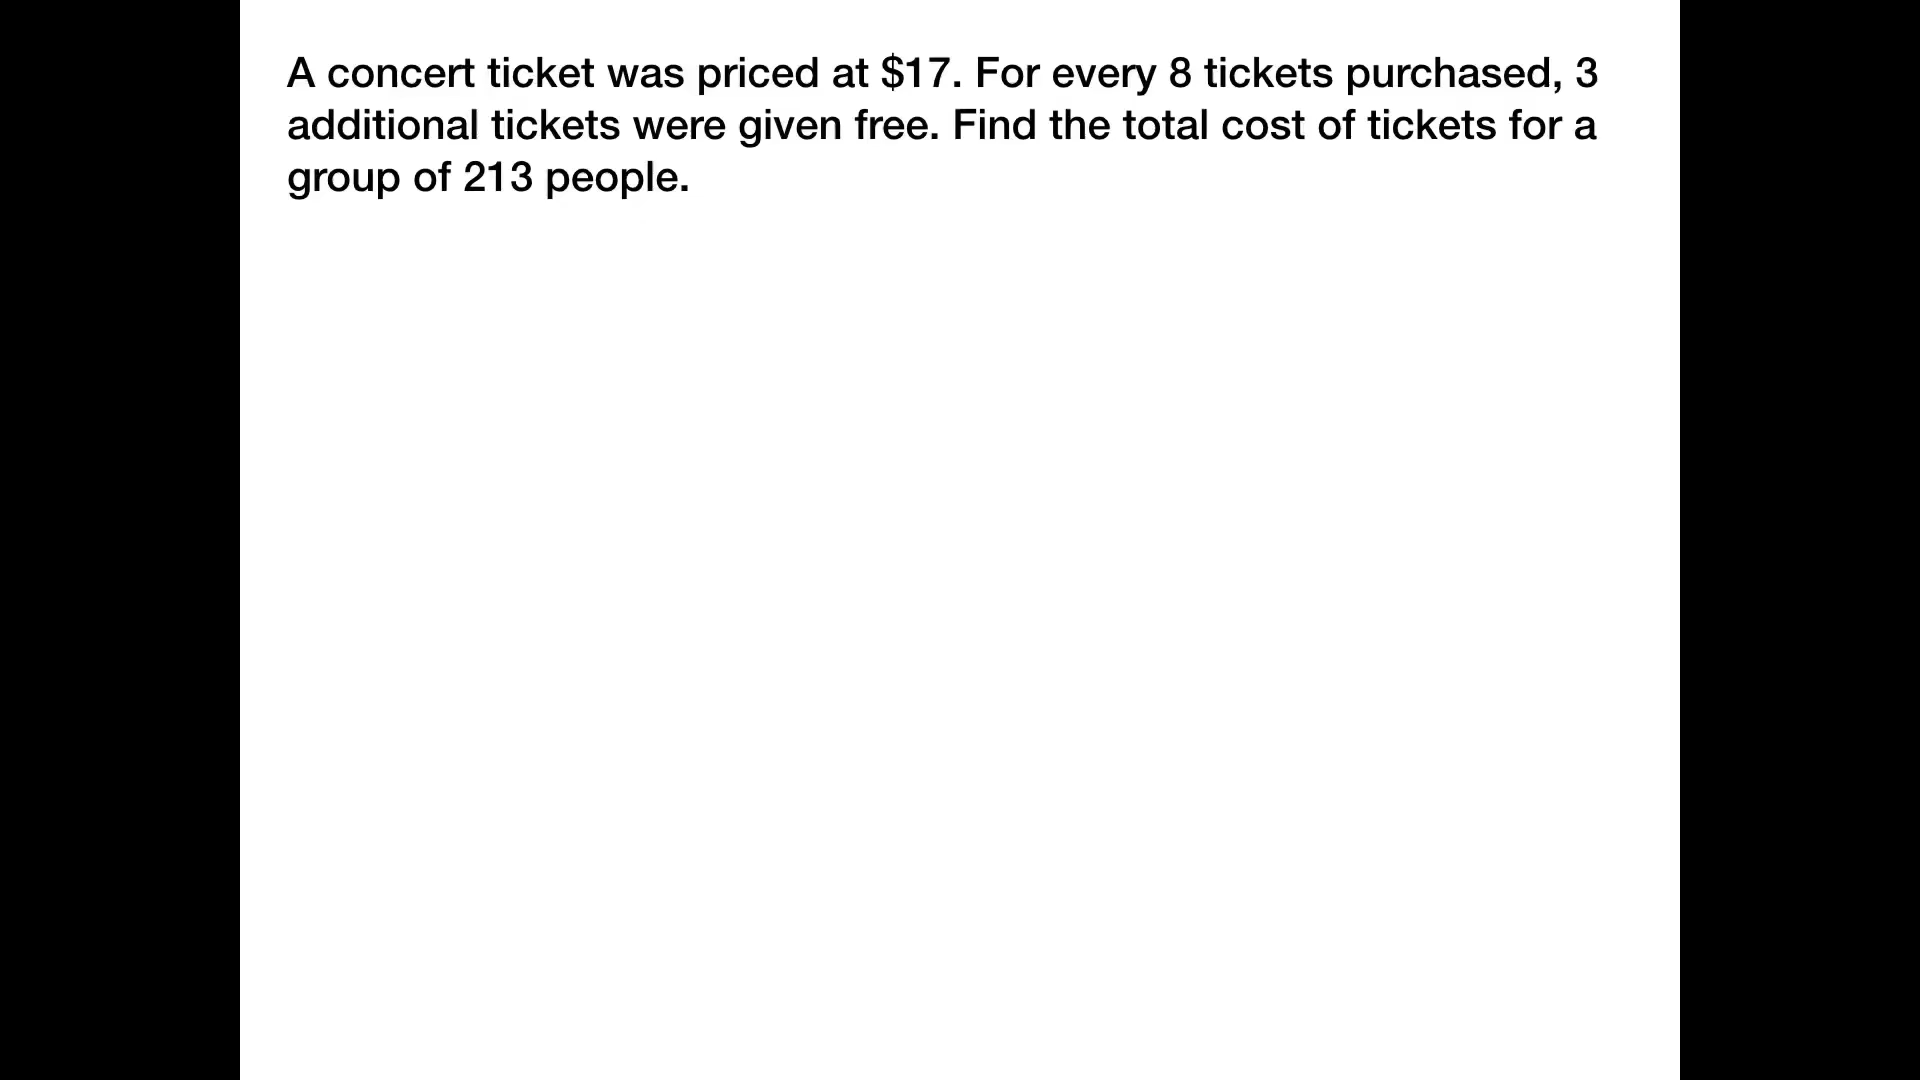 A concert ticket was priced at $17. For every 8 tickets purchased, 3
additional tickets were given free. Find the total cost of tickets for a
group of 213 people.